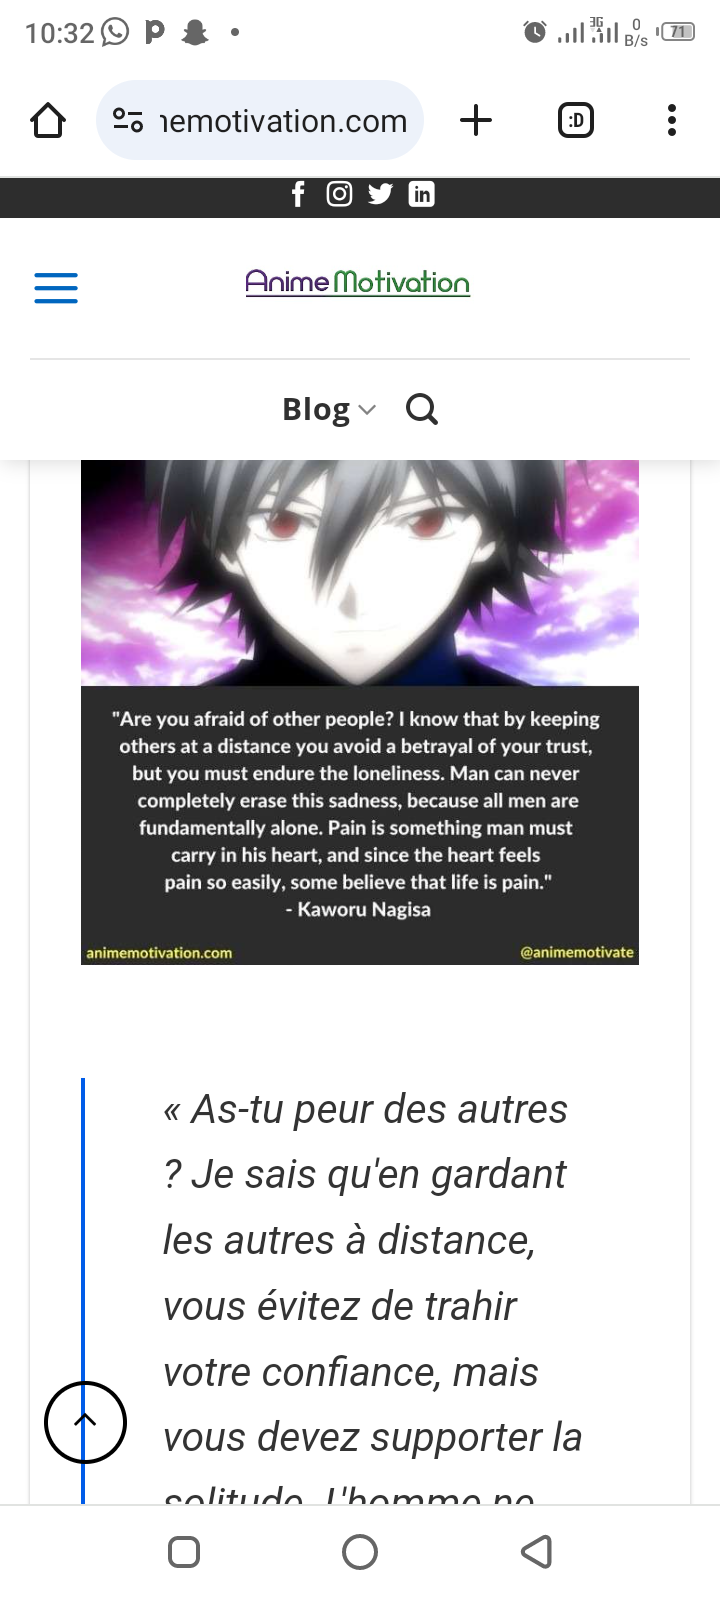 10:32
3G
0
B/s
71
nemotivation.com
:D
f in
Anime Motivation
Blog
"Are you afraid of other people? I know that by keeping
others at a distance you avoid a betrayal of your trust,
but you must endure the loneliness. Man can never
completely erase this sadness, because all men are
fundamentally alone. Pain is something man must
carry in his heart, and since the heart feels
pain so easily, some believe that life is pain."
- Kaworu Nagisa
animemotivation.com @animemotivate
« As-tu peur des autres
? Je sais qu'en gardant
les autres à distance,
vous évitez de trahir
votre confiance, mais
vous devez supporter la
solitude. L'homme ne